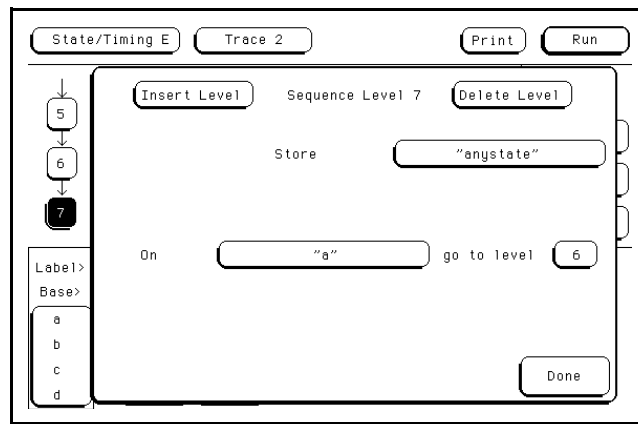 State/Timing E Trace 2 Print Run
Insert Level Sequence Level 7 Delete Level
5
Store "anystate"
6
7
On "a" go to level 6
Label>
Base>
a
b
c
d
Done